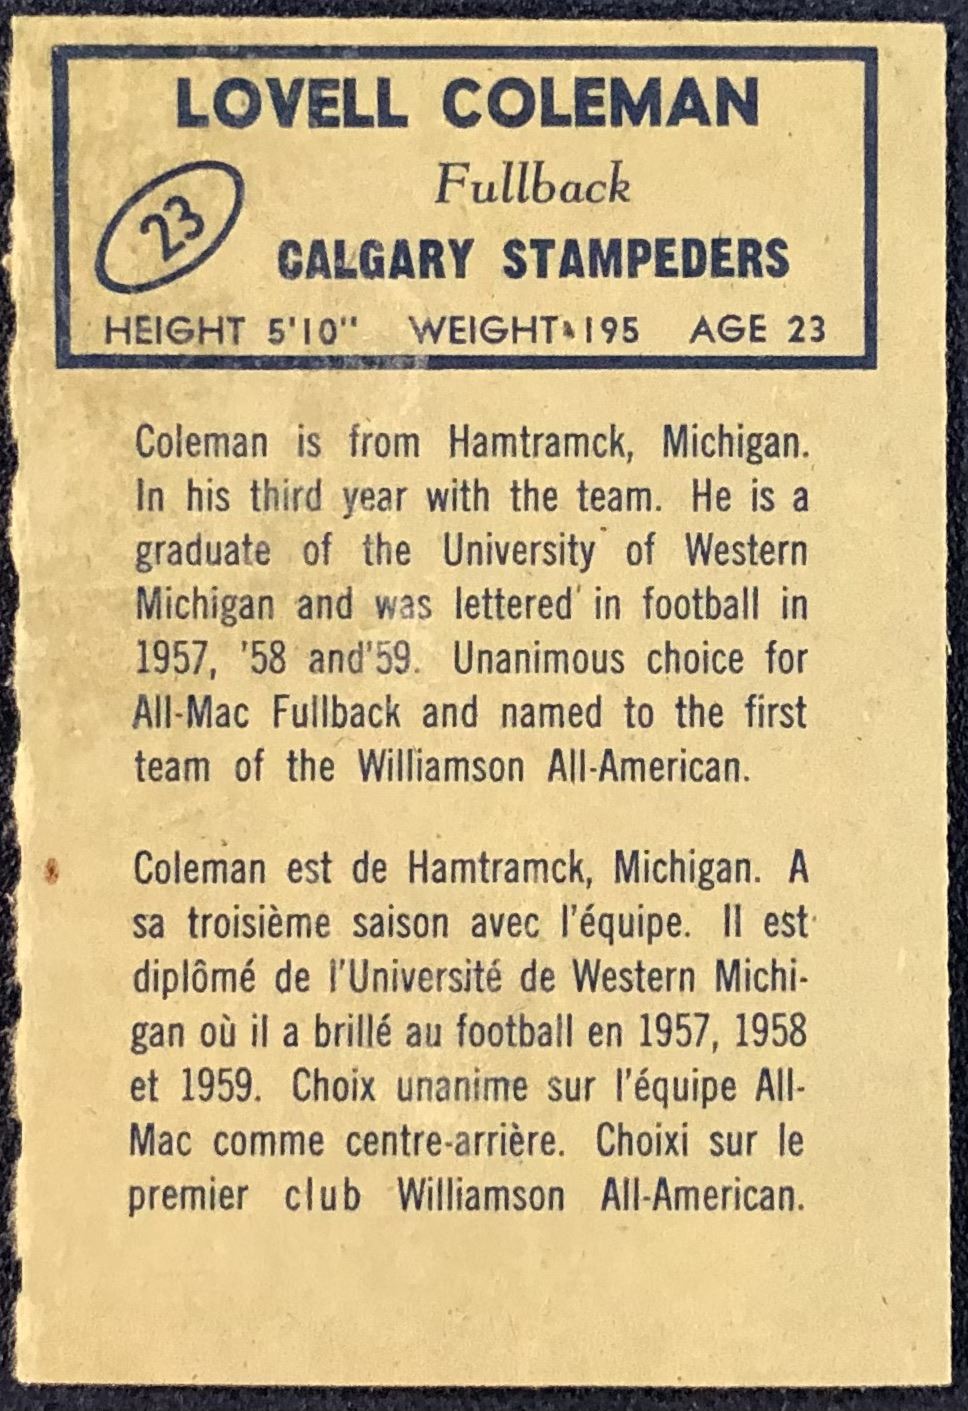 LOVELL COLEMAN
Fullback
23
CALGARY STAMPEDERS
HEIGHT 5'10" WEIGHT 195 AGE 23
Coleman is from Hamtramck, Michigan.
In his third year with the team. He is a
graduate of the University of Western
Michigan and was lettered in football in
1957, '58 and'59. Unanimous choice for
All-Mac Fullback and named to the first
team of the Williamson All-American.
Coleman est de Hamtramck, Michigan. A
sa troisième saison avec l'équipe. Il est
diplômé de l'Université de Western Michi-
gan où il a brillé au football en 1957, 1958
et 1959. Choix unanime sur l'équipe All-
Mac comme centre-arrière. Choixi sur le
premier club Williamson All-American.